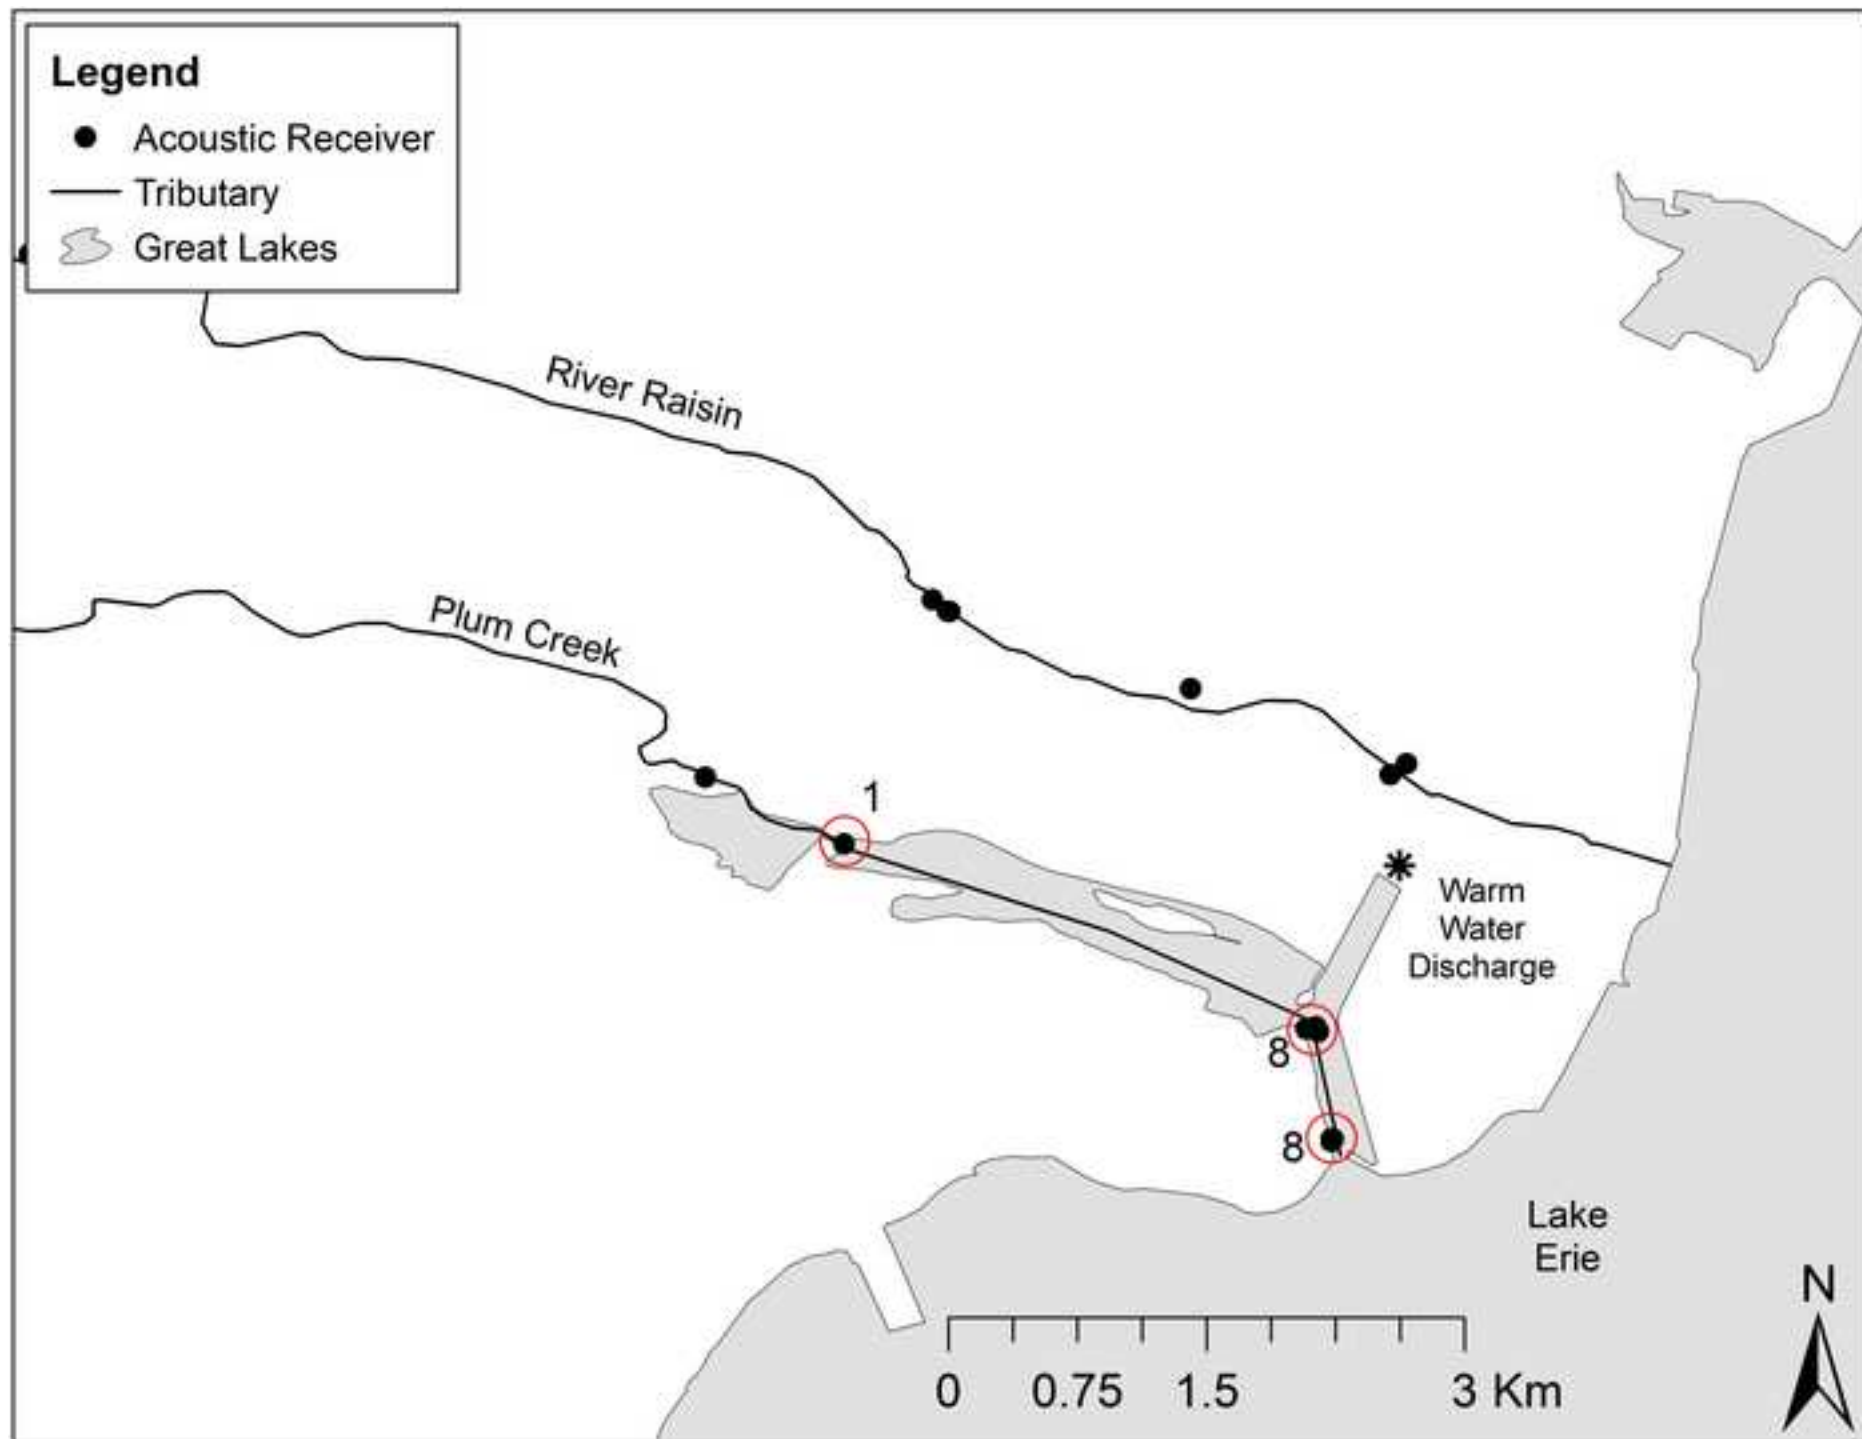 Legend
Acoustic Receiver
Tributary
Great Lakes
River Raisin
Plum Creek
1
Warm
Water
Discharge
8
8
Lake
Erie
N
0 0.75 1.5 3 Km